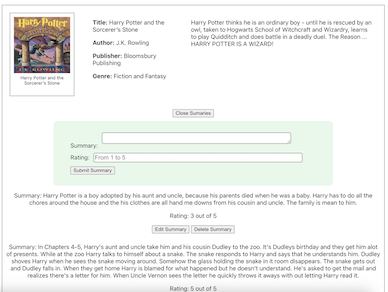 Harry Potter
J.K. ROWLING
Harry Potter and the
Sorcerer's Stone
Title: Harry Potter and the
Sorcerer's Stone
Author: J.K. Rowling
Publisher: Bloomsbury
Publishing
Genre: Fiction and Fantasy
Harry Potter thinks he is an ordinary boy - until he is rescued by an
owl, taken to Hogwarts School of Witchcraft and Wizardry, learns
to play Quidditch and does battle in a deadly duel. The Reason ...
HARRY POTTER IS A WIZARD!
Close Sumaries
Summary:
Rating: From 1 to 5
Submit Summary
Summary: Harry Potter is a boy adopted by his aunt and uncle, because his parents died when he was a baby. Harry has to do all the
chores around the house and his clothes are all hand me downs from his cousin and uncle. The family is mean to him.
Rating: 3 out of 5
Edit Summary Delete Summary
Summary: In Chapters 4-5, Harry's aunt and uncle take him and his cousin Dudley to the zoo. It's Dudleys birthday and they get him alot
of presents. While at the zoo Harry talks to himself about a snake. The snake responds to Harry and says that he understands him. Dudley
shoves Harry when he sees the snake moving around. Somehow the glass holding the snake in it room disappears. The snake gets out
and Dudley falls in. When they get home Harry is blamed for what happened but he doesn't understand. He's asked to get the mail and
realizes there's a letter for him. When Uncle Vernon sees the letter he quickly throws it aways with out letting Harry read it.
Rating: 5 out of 5